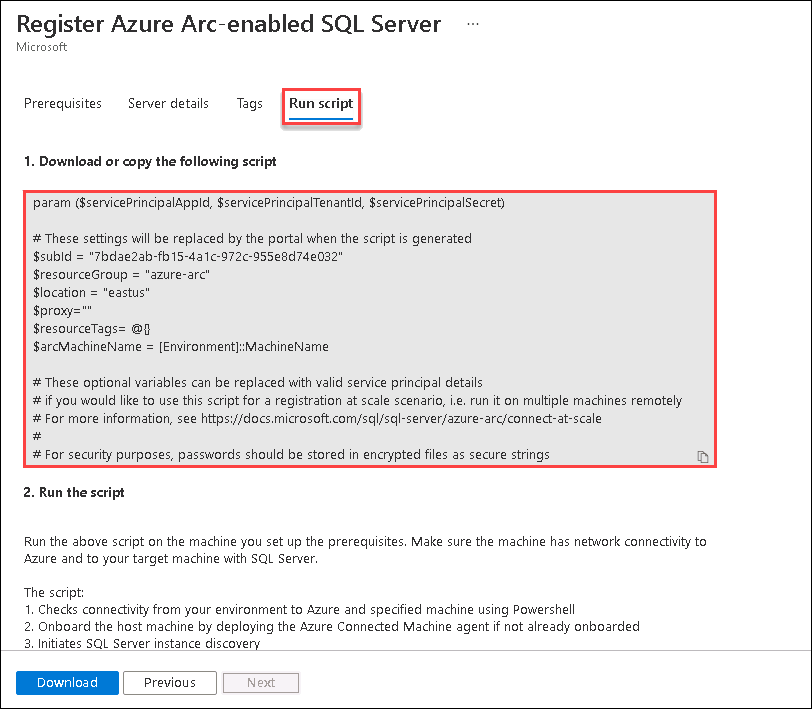 Register Azure Arc-enabled SQL Server ...
Microsoft
Prerequisites Server details Tags Run script
1. Download or copy the following script
param ($servicePrincipalAppId, $servicePrincipalTenantId, $servicePrincipalSecret)
# These settings will be replaced by the portal when the script is generated
$subId = "7bdae2ab-fb15-4a1c-972c-955e8d74e032"
$resourceGroup = "azure-arc"
$location = "eastus"
$proxy=""
$resourceTags= @{}
$arcMachineName = [Environment]::MachineName
# These optional variables can be replaced with valid service principal details
# if you would like to use this script for a registration at scale scenario, i.e. run it on multiple machines remotely
# For more information, see https://docs.microsoft.com/sql/sql-server/azure-arc/connect-at-scale
#
# For security purposes, passwords should be stored in encrypted files as secure strings
2. Run the script
Run the above script on the machine you set up the prerequisites. Make sure the machine has network connectivity to
Azure and to your target machine with SQL Server.
The script:
1. Checks connectivity from your environment to Azure and specified machine using Powershell
2. Onboard the host machine by deploying the Azure Connected Machine agent if not already onboarded
3. Initiates SQL Server instance discovery
Download Previous Next